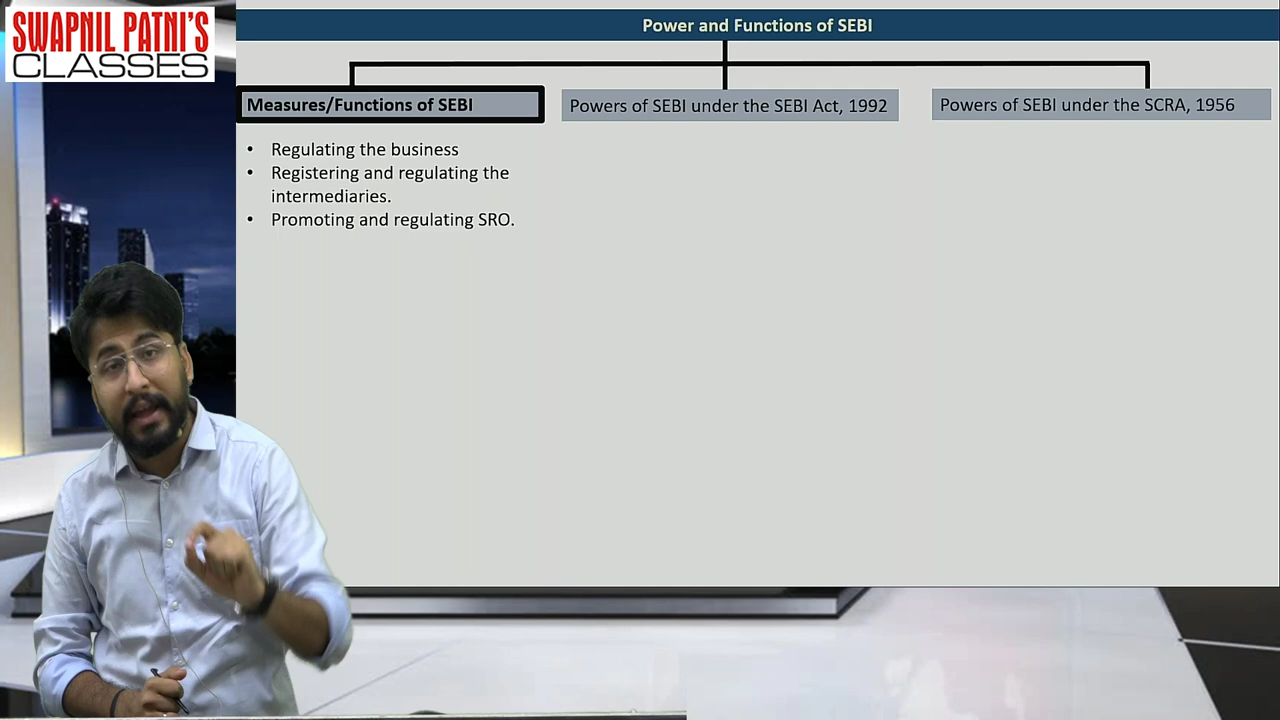 SWAPNIL PATNI'S
CLASSES
Power and Functions of SEBI
Measures/Functions of SEBI
Powers of SEBI under the SEBI Act, 1992
Powers of SEBI under the SCRA, 1956
• Regulating the business
• Registering and regulating the
intermediaries.
• Promoting and regulating SRO.